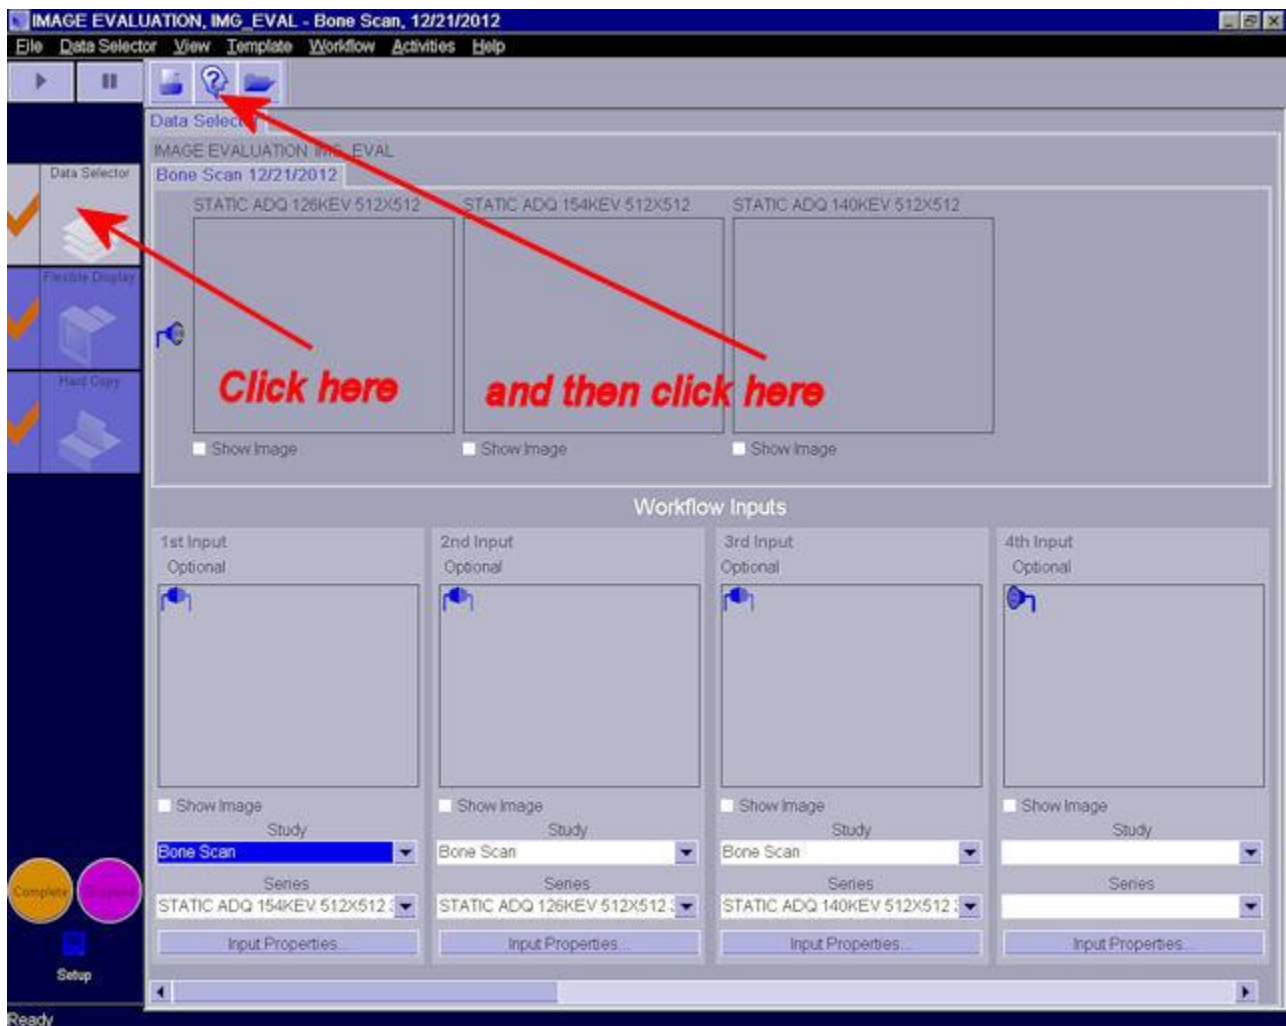 IMAGE EVALUATION, IMG_EVAL - Bone Scan, 12/21/2012
File Data Selector View Template Workflow Activities Help
Data Selector
IMAGE EVALUATION IMG_EVAL
Data Selector
Bone Scan 12/21/2012
STATIC ADQ 126KEV 512X512 STATIC ADQ 154KEV 512X512 STATIC ADQ 140KEV 512X512
Flexible Display
Hard Copy
Click here and then click here
Show Image Show Image Show Image
Workflow Inputs
1st Input 2nd Input 3rd Input 4th Input
Optional Optional Optional Optional
Show Image Show Image Show Image Show Image
Study Study Study Study
Bone Scan Bone Scan Bone Scan
Complete
Series Series Series Series
STATIC ADQ 154KEV 512X512 STATIC ADQ 126KEV 512X512 STATIC ADQ 140KEV 512X512
Input Properties... Input Properties... Input Properties... Input Properties...
Setup
Ready